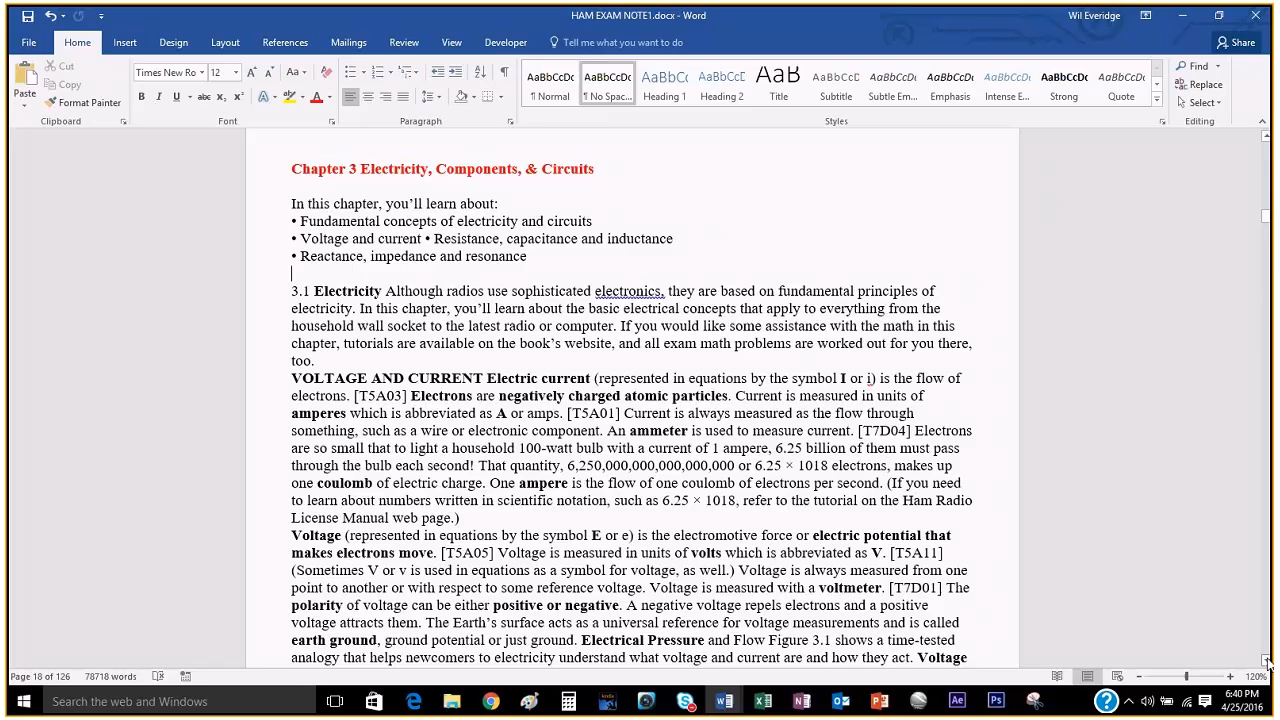 HAM EXAM NOTE1.docx - Word
Wil Everidge
File Home Insert Design Layout References Mailings Review View Developer Tell me what you want to do Share
Paste Cut Copy Format Painter
Times New Ro 12 Aa
B I U abc x₂ x² A A
AaBbCcDc AaBbCcDc AaBbCc AaBbCcC AaB AaBbCcC AaBbCcDc AaBbCcDc AaBbCcDc AaBbCcDc AaBbCcDc
¶ Normal ¶ No Spac... Heading 1 Heading 2 Title Subtitle Subtle Em... Emphasis Intense E... Strong Quote
Find
Replace
Select
Clipboard Font Paragraph Styles Editing
Chapter 3 Electricity, Components, & Circuits
In this chapter, you’ll learn about:
• Fundamental concepts of electricity and circuits
• Voltage and current • Resistance, capacitance and inductance
• Reactance, impedance and resonance
3.1 Electricity Although radios use sophisticated electronics, they are based on fundamental principles of
electricity. In this chapter, you’ll learn about the basic electrical concepts that apply to everything from the
household wall socket to the latest radio or computer. If you would like some assistance with the math in this
chapter, tutorials are available on the book’s website, and all exam math problems are worked out for you there,
too.
VOLTAGE AND CURRENT Electric current (represented in equations by the symbol I or i) is the flow of
electrons. [T5A03] Electrons are negatively charged atomic particles. Current is measured in units of
amperes which is abbreviated as A or amps. [T5A01] Current is always measured as the flow through
something, such as a wire or electronic component. An ammeter is used to measure current. [T7D04] Electrons
are so small that to light a household 100-watt bulb with a current of 1 ampere, 6.25 billion of them must pass
through the bulb each second! That quantity, 6,250,000,000,000,000,000 or 6.25 × 1018 electrons, makes up
one coulomb of electric charge. One ampere is the flow of one coulomb of electrons per second. (If you need
to learn about numbers written in scientific notation, such as 6.25 × 1018, refer to the tutorial on the Ham Radio
License Manual web page.)
Voltage (represented in equations by the symbol E or e) is the electromotive force or electric potential that
makes electrons move. [T5A05] Voltage is measured in units of volts which is abbreviated as V. [T5A11]
(Sometimes V or v is used in equations as a symbol for voltage, as well.) Voltage is always measured from one
point to another or with respect to some reference voltage. Voltage is measured with a voltmeter. [T7D01] The
polarity of voltage can be either positive or negative. A negative voltage repels electrons and a positive
voltage attracts them. The Earth’s surface acts as a universal reference for voltage measurements and is called
earth ground, ground potential or just ground. Electrical Pressure and Flow Figure 3.1 shows a time-tested
analogy that helps newcomers to electricity understand what voltage and current are and how they act. Voltage
Page 18 of 126 78718 words 120%
Search the web and Windows
6:40 PM
4/25/2016